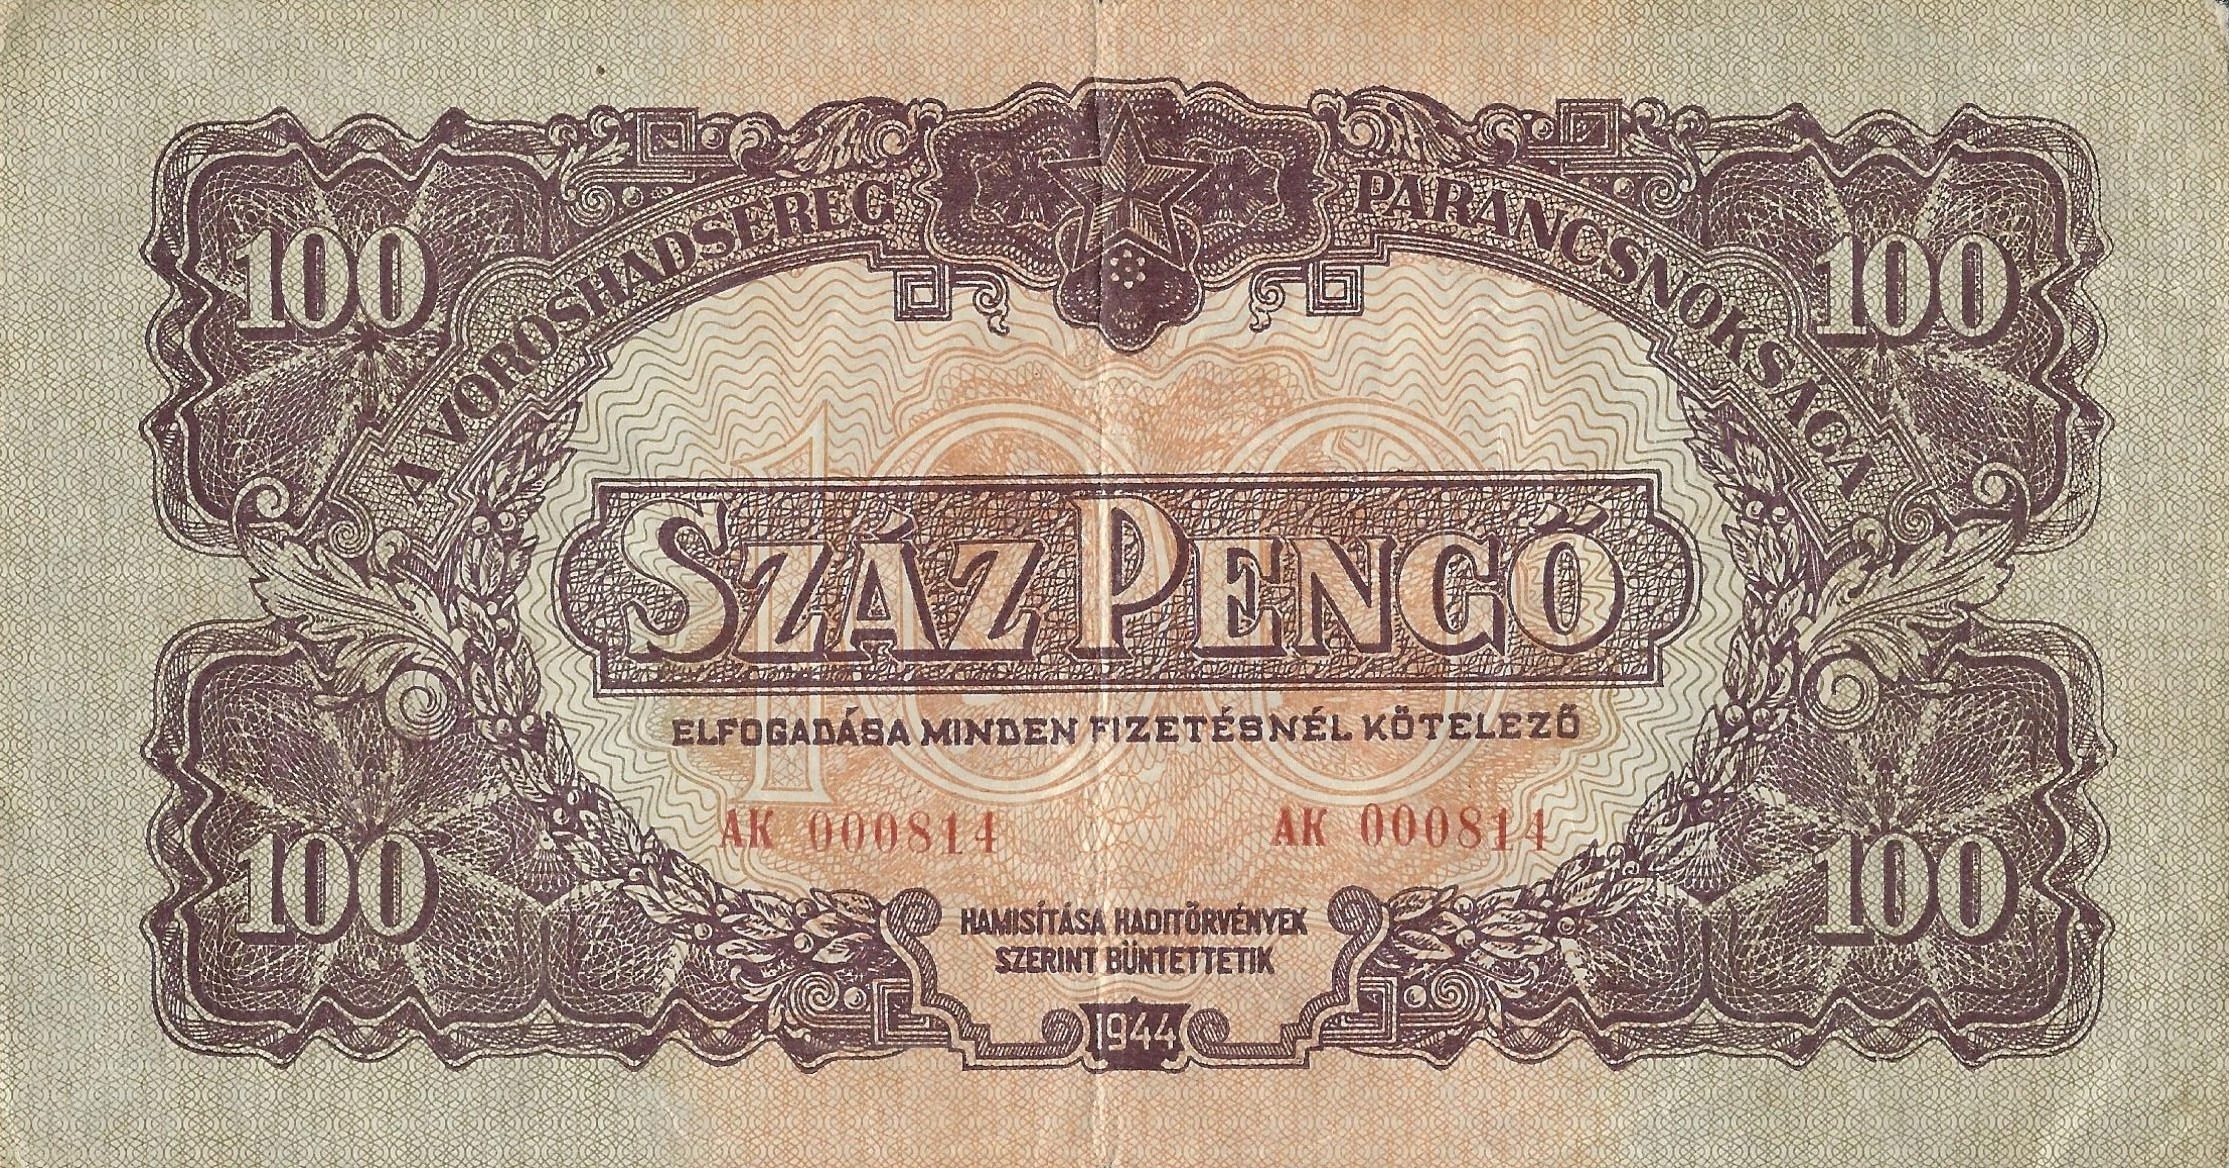 100
A VÖRÖSHADSEREG PARANCSNOKSÁGA
100
SZÁZ PENGŐ
ELFOGADÁSA MINDEN FIZETÉSNÉL KÖTELEZŐ
AK 000814
AK 000814
100
HAMISÍTÁSA HADITÖRVÉNYEK
SZERINT BÜNTETTETIK
100
1944